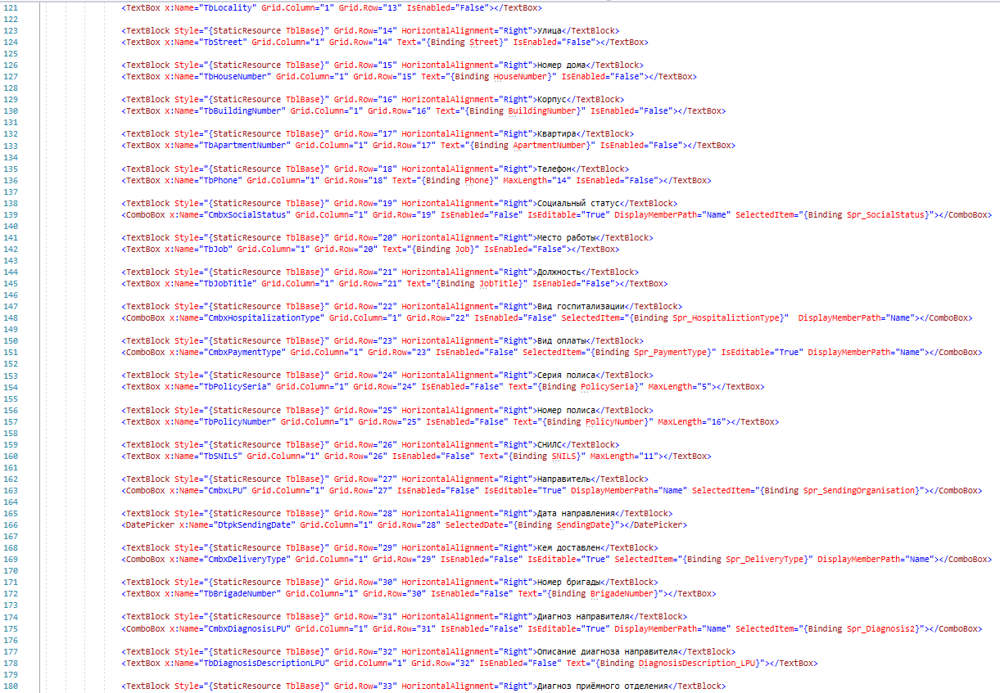 121 <TextBox x:Name="TbLocality" Grid.Column="1" Grid.Row="13" IsEnabled="False"></TextBox>
122
123 <TextBlock Style="{StaticResource TblBase}" Grid.Row="14" HorizontalAlignment="Right">Улица</TextBlock>
124 <TextBox x:Name="TbStreet" Grid.Column="1" Grid.Row="14" Text="{Binding Street}" IsEnabled="False"></TextBox>
125
126 <TextBlock Style="{StaticResource TblBase}" Grid.Row="15" HorizontalAlignment="Right">Номер дома</TextBlock>
127 <TextBox x:Name="TbHouseNumber" Grid.Column="1" Grid.Row="15" Text="{Binding HouseNumber}" IsEnabled="False"></TextBox>
128
129 <TextBlock Style="{StaticResource TblBase}" Grid.Row="16" HorizontalAlignment="Right">Корпус</TextBlock>
130 <TextBox x:Name="TbBuildingNumber" Grid.Column="1" Grid.Row="16" Text="{Binding BuildingNumber}" IsEnabled="False"></TextBox>
131
132 <TextBlock Style="{StaticResource TblBase}" Grid.Row="17" HorizontalAlignment="Right">Квартира</TextBlock>
133 <TextBox x:Name="TbApartmentNumber" Grid.Column="1" Grid.Row="17" Text="{Binding ApartmentNumber}" IsEnabled="False"></TextBox>
134
135 <TextBlock Style="{StaticResource TblBase}" Grid.Row="18" HorizontalAlignment="Right">Телефон</TextBlock>
136 <TextBox x:Name="TbPhone" Grid.Column="1" Grid.Row="18" Text="{Binding Phone}" MaxLength="14" IsEnabled="False"></TextBox>
137
138 <TextBlock Style="{StaticResource TblBase}" Grid.Row="19" HorizontalAlignment="Right">Социальный статус</TextBlock>
139 <ComboBox x:Name="CmbxSocialStatus" Grid.Column="1" Grid.Row="19" IsEnabled="False" IsEditable="True" DisplayMemberPath="Name" SelectedItem="{Binding Spr_SocialStatus}"></ComboBox>
140
141 <TextBlock Style="{StaticResource TblBase}" Grid.Row="20" HorizontalAlignment="Right">Место работы</TextBlock>
142 <TextBox x:Name="TbJob" Grid.Column="1" Grid.Row="20" Text="{Binding Job}" IsEnabled="False"></TextBox>
143
144 <TextBlock Style="{StaticResource TblBase}" Grid.Row="21" HorizontalAlignment="Right">Должность</TextBlock>
145 <TextBox x:Name="TbJobTitle" Grid.Column="1" Grid.Row="21" Text="{Binding JobTitle}" IsEnabled="False"></TextBox>
146
147 <TextBlock Style="{StaticResource TblBase}" Grid.Row="22" HorizontalAlignment="Right">Вид госпитализации</TextBlock>
148 <ComboBox x:Name="CmbxHospitalizationType" Grid.Column="1" Grid.Row="22" IsEnabled="False" SelectedItem="{Binding Spr_HospitaliztionType}"  DisplayMemberPath="Name"></ComboBox>
149
150 <TextBlock Style="{StaticResource TblBase}" Grid.Row="23" HorizontalAlignment="Right">Вид оплаты</TextBlock>
151 <ComboBox x:Name="CmbxPaymentType" Grid.Column="1" Grid.Row="23" IsEnabled="False" SelectedItem="{Binding Spr_PaymentType}" IsEditable="True" DisplayMemberPath="Name"></ComboBox>
152
153 <TextBlock Style="{StaticResource TblBase}" Grid.Row="24" HorizontalAlignment="Right">Серия полиса</TextBlock>
154 <TextBox x:Name="TbPolicySeria" Grid.Column="1" Grid.Row="24" IsEnabled="False" Text="{Binding PolicySeria}" MaxLength="5"></TextBox>
155
156 <TextBlock Style="{StaticResource TblBase}" Grid.Row="25" HorizontalAlignment="Right">Номер полиса</TextBlock>
157 <TextBox x:Name="TbPolicyNumber" Grid.Column="1" Grid.Row="25" IsEnabled="False" Text="{Binding PolicyNumber}" MaxLength="16"></TextBox>
158
159 <TextBlock Style="{StaticResource TblBase}" Grid.Row="26" HorizontalAlignment="Right">СНИЛС</TextBlock>
160 <TextBox x:Name="TbSNILS" Grid.Column="1" Grid.Row="26" IsEnabled="False" Text="{Binding SNILS}" MaxLength="11"></TextBox>
161
162 <TextBlock Style="{StaticResource TblBase}" Grid.Row="27" HorizontalAlignment="Right">Направитель</TextBlock>
163 <ComboBox x:Name="CmbxLPU" Grid.Column="1" Grid.Row="27" IsEnabled="False" IsEditable="True" DisplayMemberPath="Name" SelectedItem="{Binding Spr_SendingOrganisation}"></ComboBox>
164
165 <TextBlock Style="{StaticResource TblBase}" Grid.Row="28" HorizontalAlignment="Right">Дата направления</TextBlock>
166 <DatePicker x:Name="DtpkSendingDate" Grid.Column="1" Grid.Row="28" SelectedDate="{Binding SendingDate}"></DatePicker>
167
168 <TextBlock Style="{StaticResource TblBase}" Grid.Row="29" HorizontalAlignment="Right">Кем доставлен</TextBlock>
169 <ComboBox x:Name="CmbxDeliveryType" Grid.Column="1" Grid.Row="29" IsEnabled="False" IsEditable="True" SelectedItem="{Binding Spr_DeliveryType}" DisplayMemberPath="Name"></ComboBox>
170
171 <TextBlock Style="{StaticResource TblBase}" Grid.Row="30" HorizontalAlignment="Right">Номер бригады</TextBlock>
172 <TextBox x:Name="TbBrigadeNumber" Grid.Column="1" Grid.Row="30" IsEnabled="False" Text="{Binding BrigadeNumber}"></TextBox>
173
174 <TextBlock Style="{StaticResource TblBase}" Grid.Row="31" HorizontalAlignment="Right">Диагноз направителя</TextBlock>
175 <ComboBox x:Name="CmbxDiagnosisLPU" Grid.Column="1" Grid.Row="31" IsEnabled="False" IsEditable="True" DisplayMemberPath="Name" SelectedItem="{Binding Spr_Diagnosis2}"></ComboBox>
176
177 <TextBlock Style="{StaticResource TblBase}" Grid.Row="32" HorizontalAlignment="Right">Описание диагноза направителя</TextBlock>
178 <TextBox x:Name="TbDiagnosisDescriptionLPU" Grid.Column="1" Grid.Row="32" IsEnabled="False" Text="{Binding DiagnosisDescription_LPU}"></TextBox>
179
180 <TextBlock Style="{StaticResource TblBase}" Grid.Row="33" HorizontalAlignment="Right">Диагноз приёмного отделения</TextBlock>